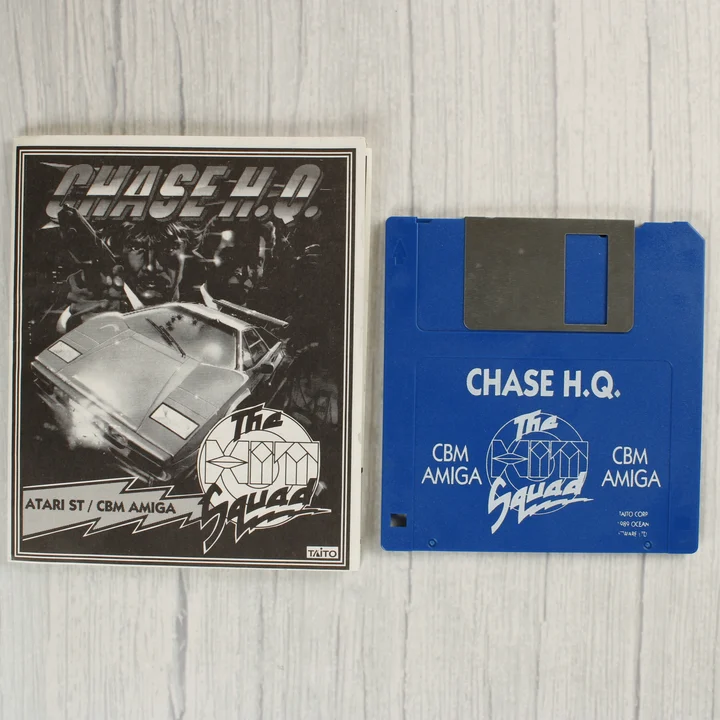 CHASE H.Q.
The
HIT
Squad
ATARI ST / CBM AMIGA
TAITO
CHASE H.Q.
The
HIT
Squad
CBM
AMIGA
CBM
AMIGA
TAITO CORP
1989 OCEAN